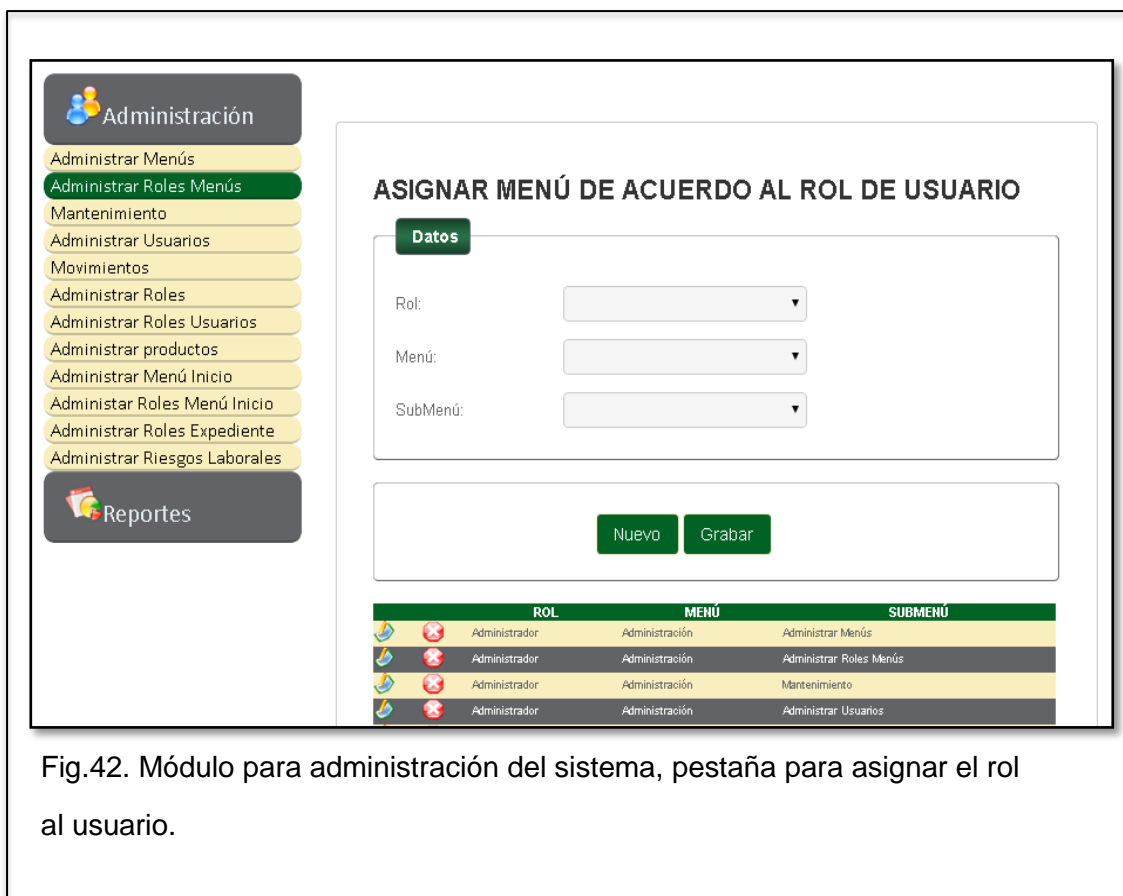 Administración
Administrar Menús
Administrar Roles Menús
Mantenimiento
Administrar Usuarios
Movimientos
Administrar Roles
Administrar Roles Usuarios
Administrar productos
Administrar Menú Inicio
Administar Roles Menú Inicio
Administrar Roles Expediente
Administrar Riesgos Laborales
Reportes
ASIGNAR MENÚ DE ACUERDO AL ROL DE USUARIO
Datos
Rol:
Menú:
SubMenú:
Nuevo Grabar
ROL MENÚ SUBMENÚ
Administrador Administración Administrar Menús
Administrador Administración Administrar Roles Menús
Administrador Administración Mantenimiento
Administrador Administración Administrar Usuarios
Fig.42. Módulo para administración del sistema, pestaña para asignar el rol
al usuario.